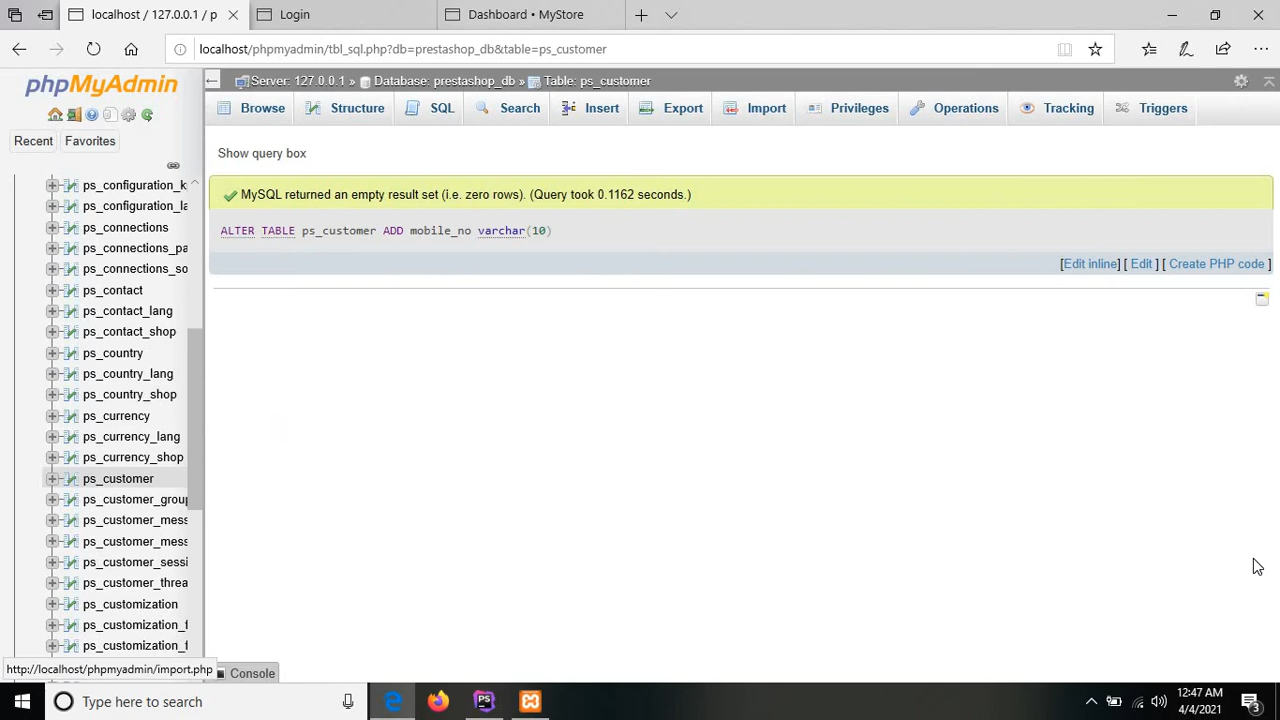 localhost / 127.0.0.1 / p
Login
Dashboard • MyStore
localhost/phpmyadmin/tbl_sql.php?db=prestashop_db&table=ps_customer
phpMyAdmin
Recent
Favorites
ps_configuration_k
ps_configuration_la
ps_connections
ps_connections_pa
ps_connections_so
ps_contact
ps_contact_lang
ps_contact_shop
ps_country
ps_country_lang
ps_country_shop
ps_currency
ps_currency_lang
ps_currency_shop
ps_customer
ps_customer_group
ps_customer_mess
ps_customer_mess
ps_customer_sessi
ps_customer_threa
ps_customization
ps_customization_f
ps_customization_f
http://localhost/phpmyadmin/import.php
Server: 127.0.0.1 » Database: prestashop_db » Table: ps_customer
Browse Structure SQL Search Insert Export Import Privileges Operations Tracking Triggers
Show query box
MySQL returned an empty result set (i.e. zero rows). (Query took 0.1162 seconds.)
ALTER TABLE ps_customer ADD mobile_no varchar(10)
[Edit inline] [ Edit ] [ Create PHP code ]
Console
Type here to search
12:47 AM
4/4/2021
3